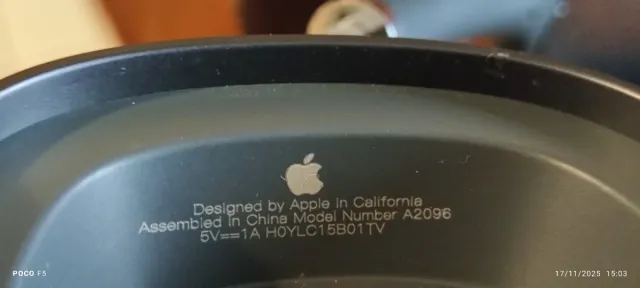 Designed by Apple in California
Assembled in China Model Number A2096
5V==1A H0YLC15B01TV
POCO F5
17/11/2025 15:03